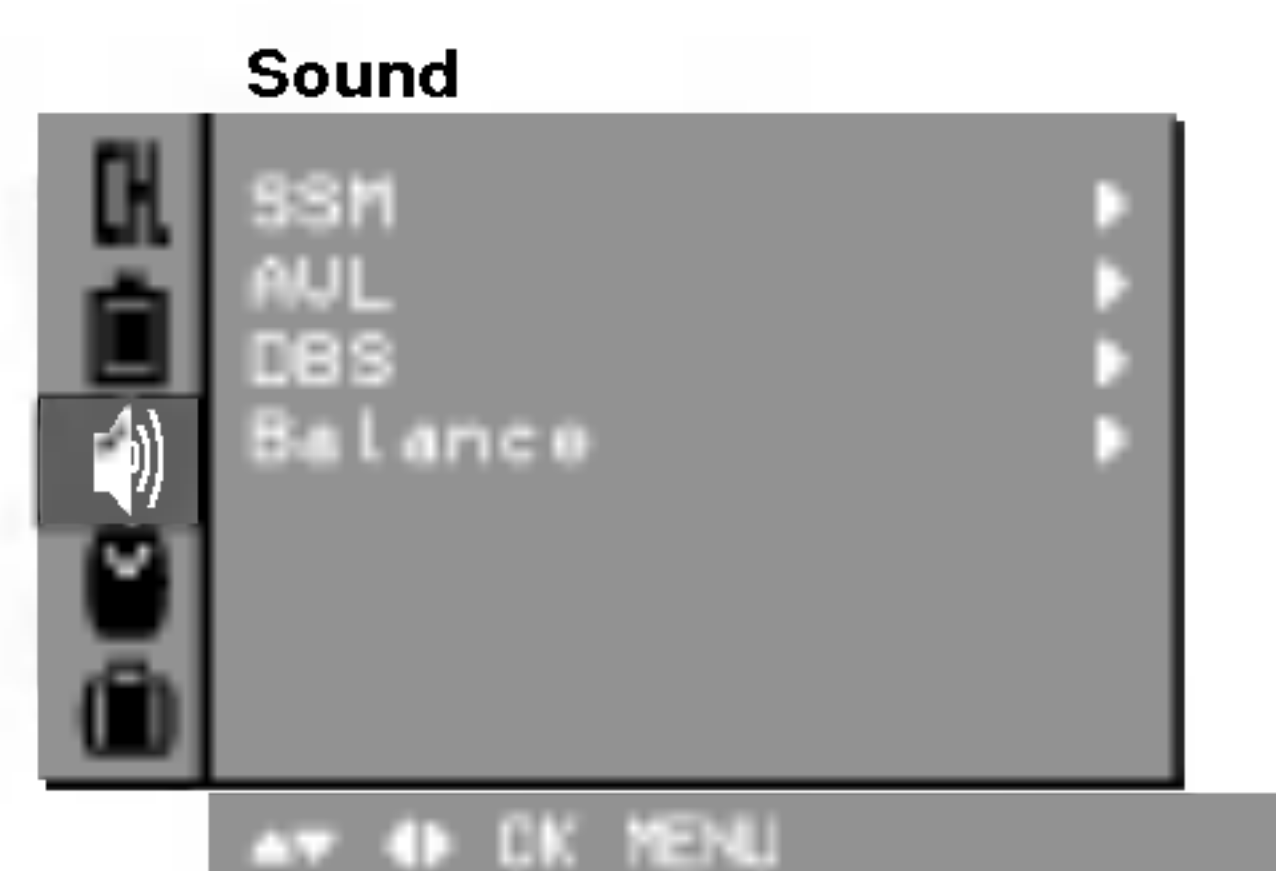 Sound
SSM ▶
AVL ▶
DBS ▶
Balance ▶
▲▼ ◀▶ OK MENU